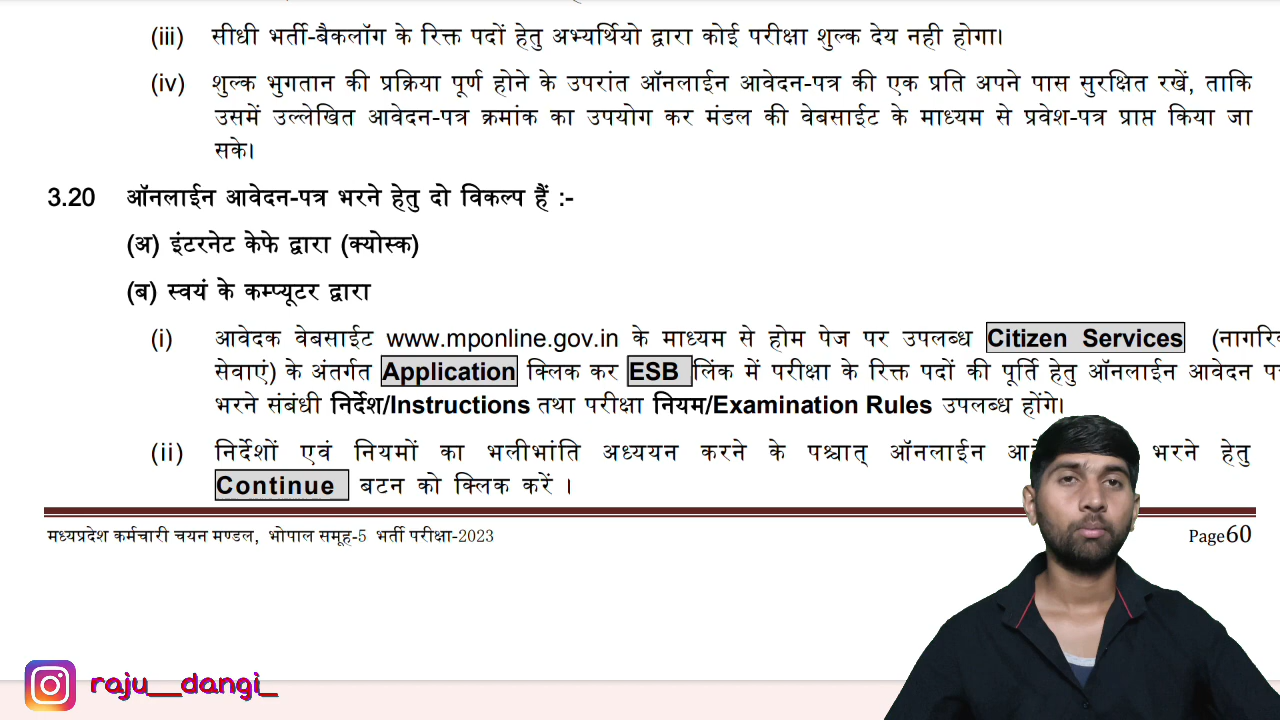 (iii) सीधी भर्ती-बैकलॉग के रिक्त पदों हेतु अभ्यर्थियो द्वारा कोई परीक्षा शुल्क देय नही होगा।
(iv) शुल्क भुगतान की प्रक्रिया पूर्ण होने के उपरांत ऑनलाईन आवेदन-पत्र की एक प्रति अपने पास सुरक्षित रखें, ताकि
उसमें उल्लेखित आवेदन-पत्र क्रमांक का उपयोग कर मंडल की वेबसाईट के माध्यम से प्रवेश-पत्र प्राप्त किया जा
सके।
3.20 ऑनलाईन आवेदन-पत्र भरने हेतु दो विकल्प हैं :-
(अ) इंटरनेट केफे द्वारा (क्योस्क)
(ब) स्वयं के कम्प्यूटर द्वारा
(i) आवेदक वेबसाईट www.mponline.gov.in के माध्यम से होम पेज पर उपलब्ध Citizen Services
सेवाएं) के अंतर्गत Application क्लिक कर ESB लिंक में परीक्षा के रिक्त पदों की पूर्ति हेतु ऑनलाईन आवेदन
भरने संबंधी निर्देश/Instructions तथा परीक्षा नियम/Examination Rules उपलब्ध होंगे।
(ii) निर्देशों एवं नियमों का भलीभांति अध्ययन करने के पश्चात् ऑनलाईन भरने हेतु
Continue बटन को क्लिक करें ।
मध्यप्रदेश कर्मचारी चयन मण्डल, भोपाल समूह-5 भर्ती परीक्षा-2023 Page60
raju__dangi_